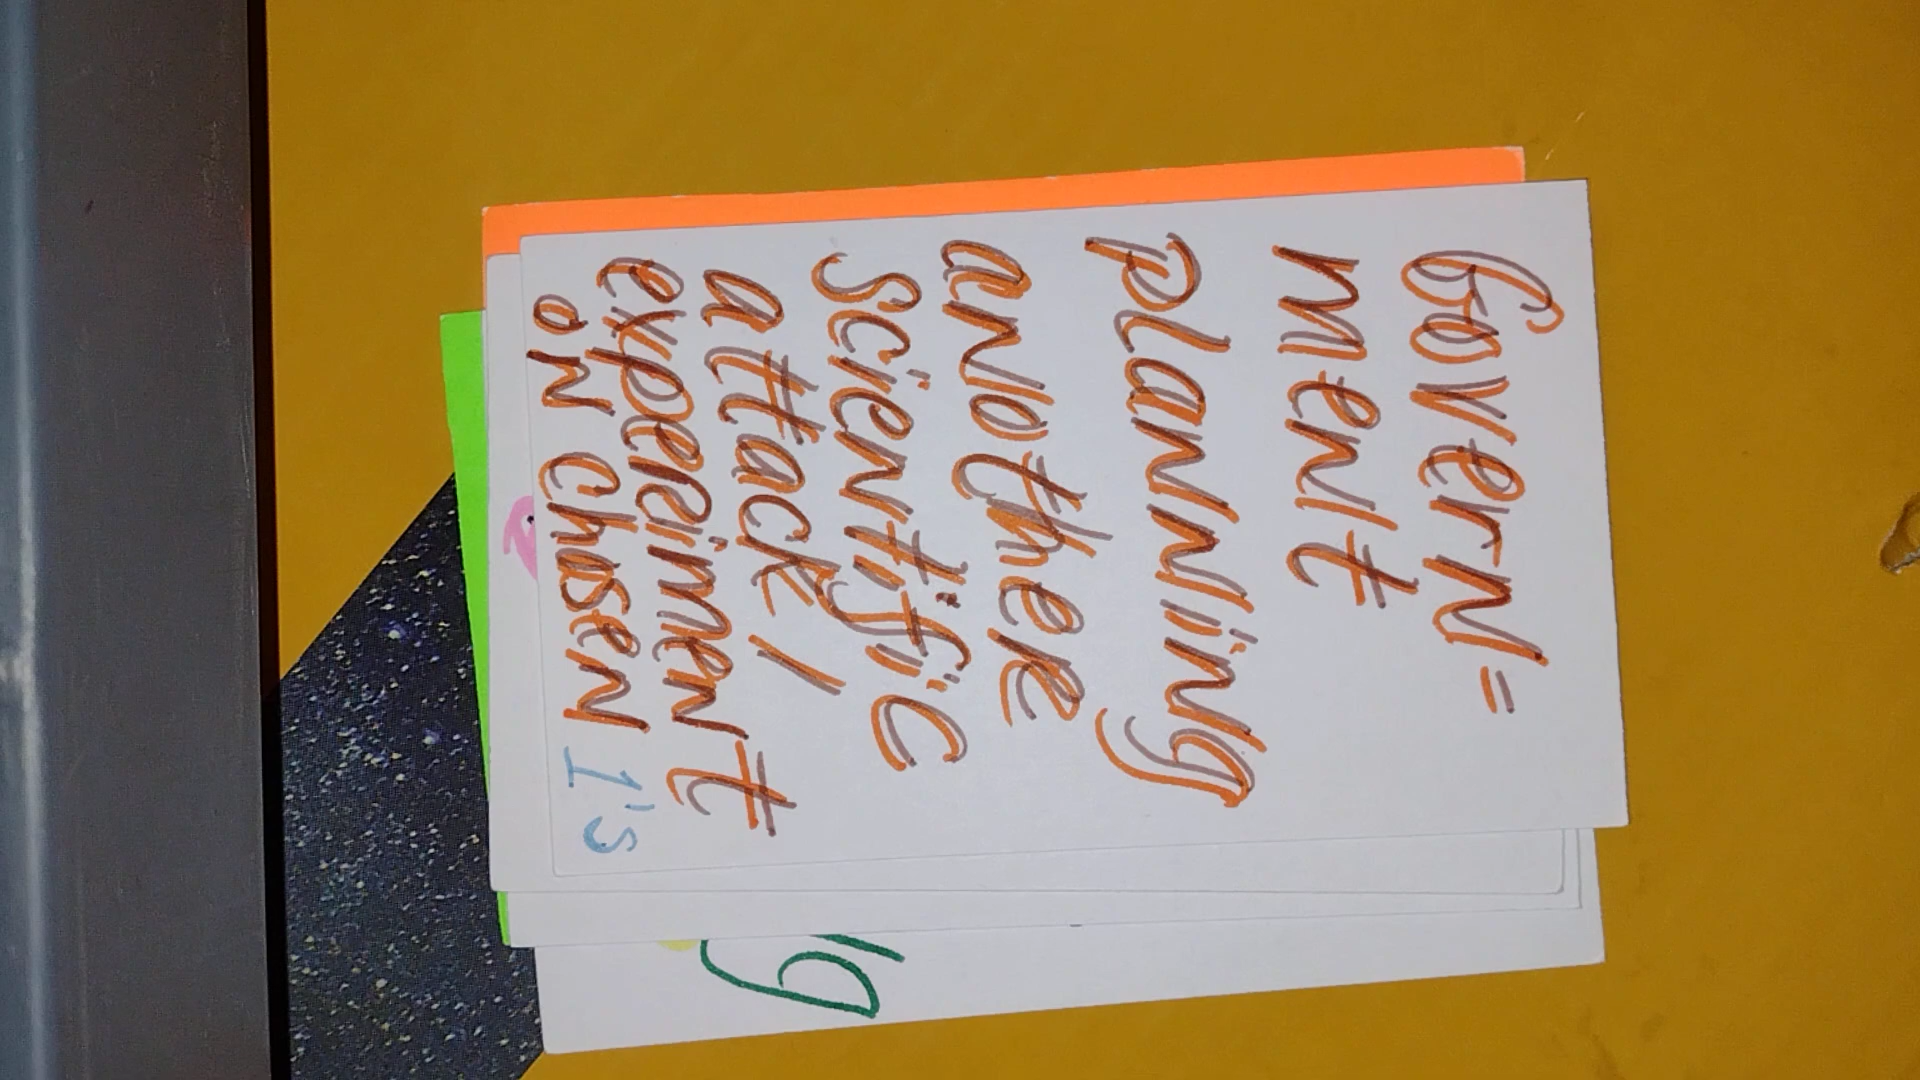 Govern=
ment
planning
another
scientific
attack /
experiment
on chosen 1's
g